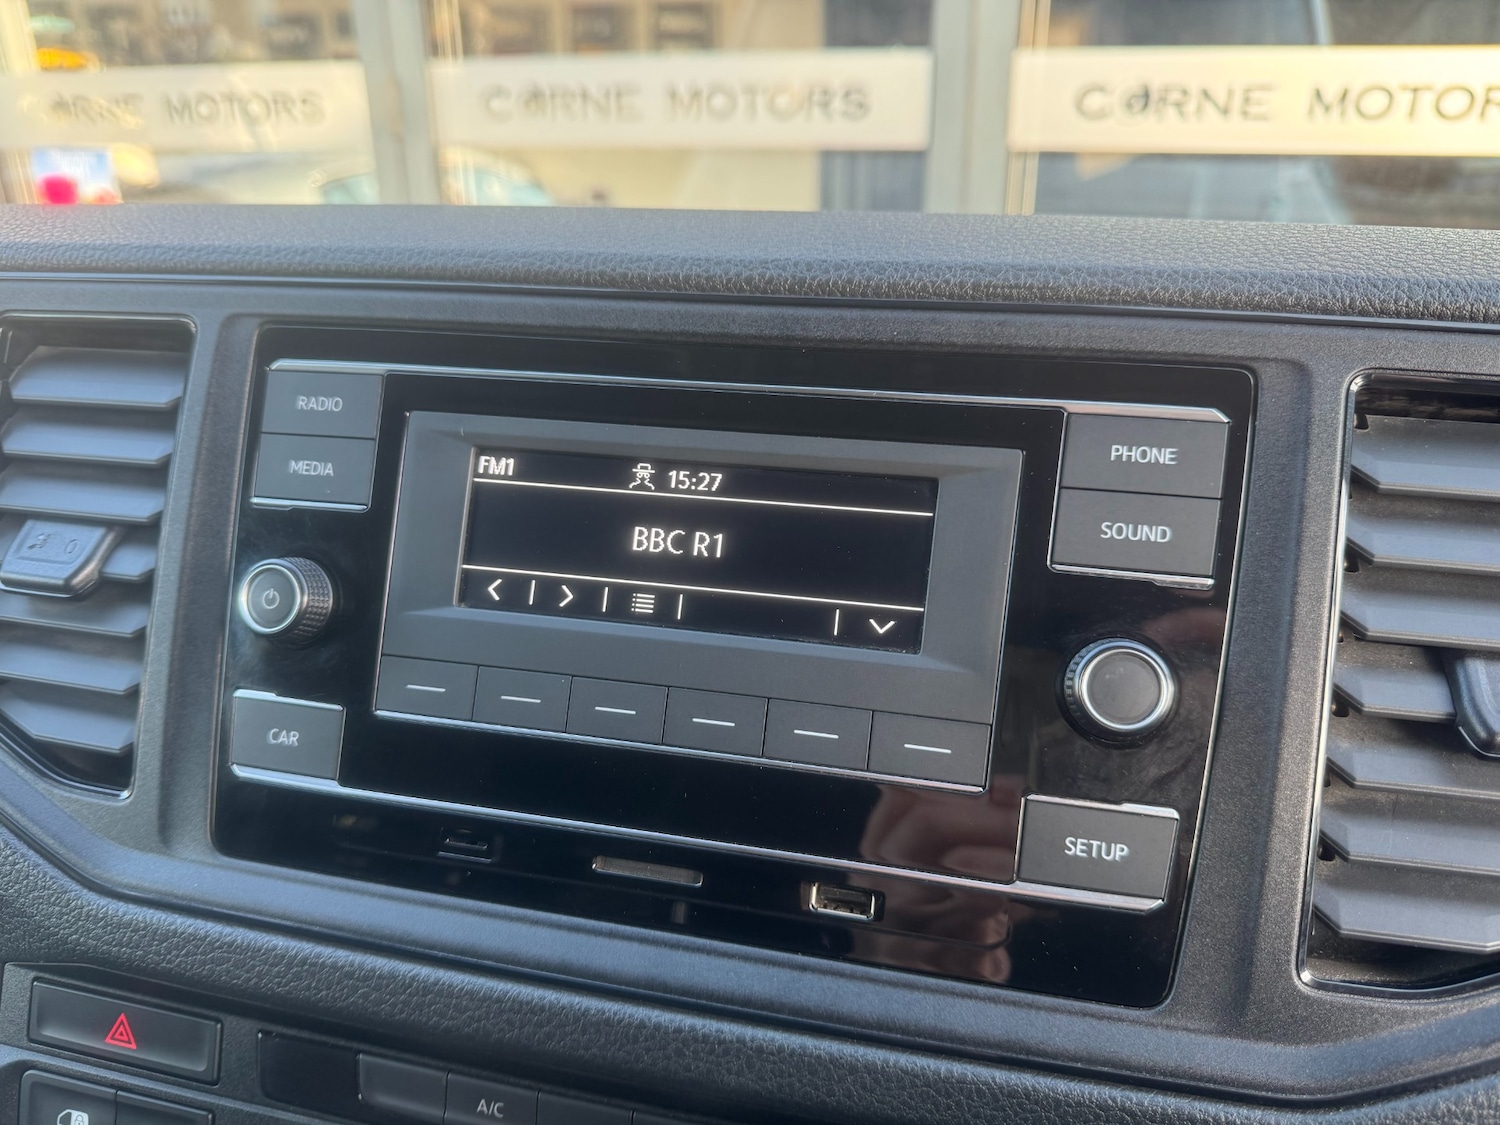 CORNE MOTORS
CORNE MOTORS
CORNE MOTOR
RADIO
MEDIA
FM1
15:27
BBC R1
PHONE
SOUND
CAR
SETUP
A/C